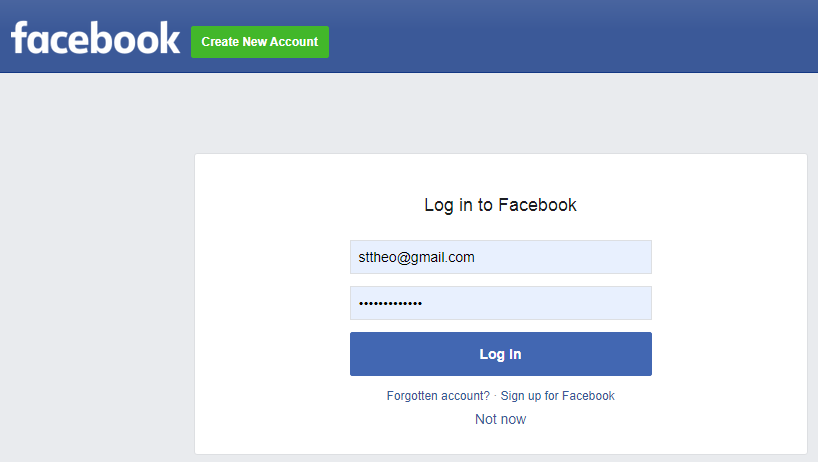 facebook
Create New Account
Log in to Facebook
sttheo@gmail.com
•••••••••••••
Log In
Forgotten account? · Sign up for Facebook
Not now